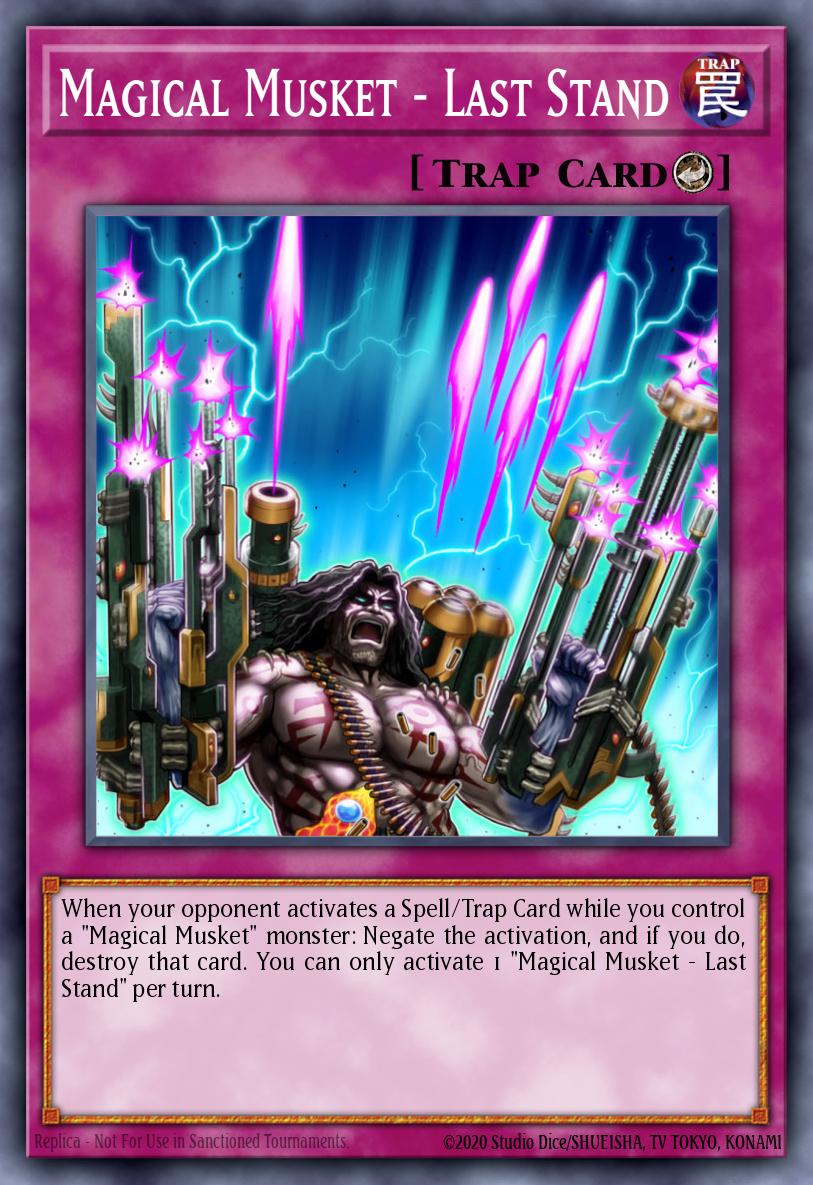 Magical Musket - Last Stand
TRAP
罠
[Trap Card]
When your opponent activates a Spell/Trap Card while you control
a "Magical Musket" monster: Negate the activation, and if you do,
destroy that card. You can only activate 1 "Magical Musket - Last
Stand" per turn.
Replica - Not For Use in Sanctioned Tournaments.
©2020 Studio Dice/SHUEISHA, TV TOKYO, KONAMI